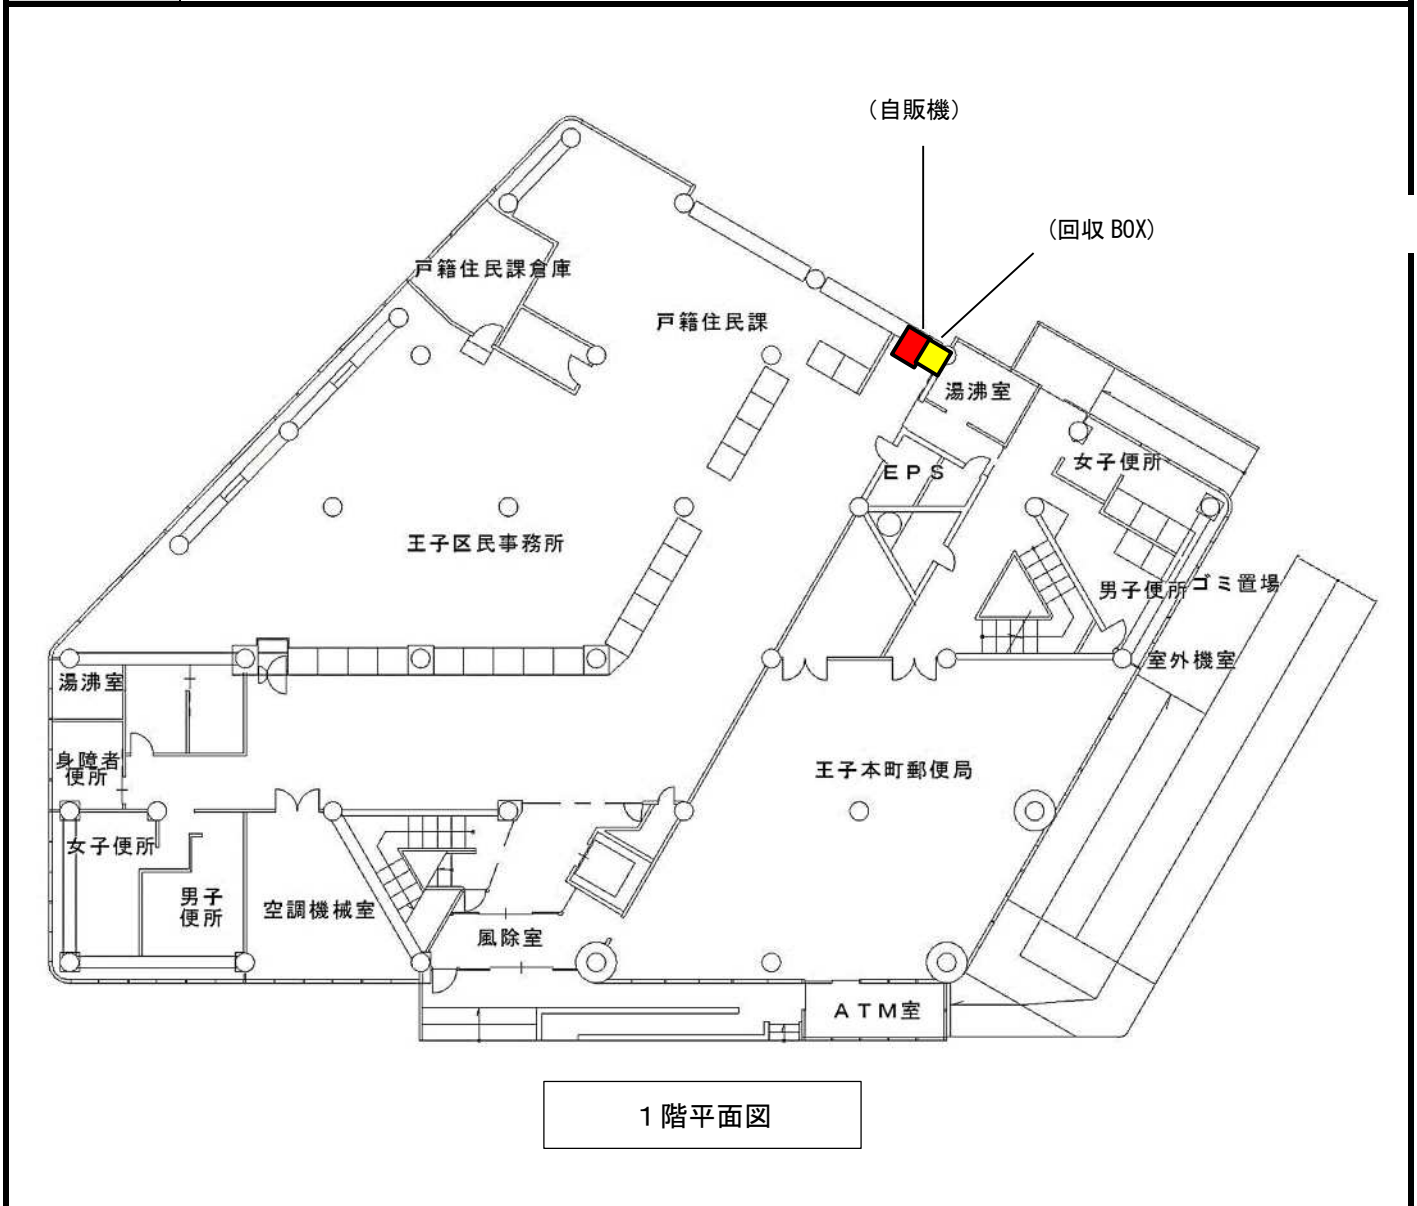 （自販機）
（回収 BOX）
戸籍住民課倉庫
戸籍住民課
湯沸室
女子便所
ＥＰＳ
王子区民事務所
男子便所
ゴミ置場
室外機室
湯沸室
身障者
便所
王子本町郵便局
女子便所
男子
便所
空調機械室
風除室
ＡＴＭ室
１階平面図